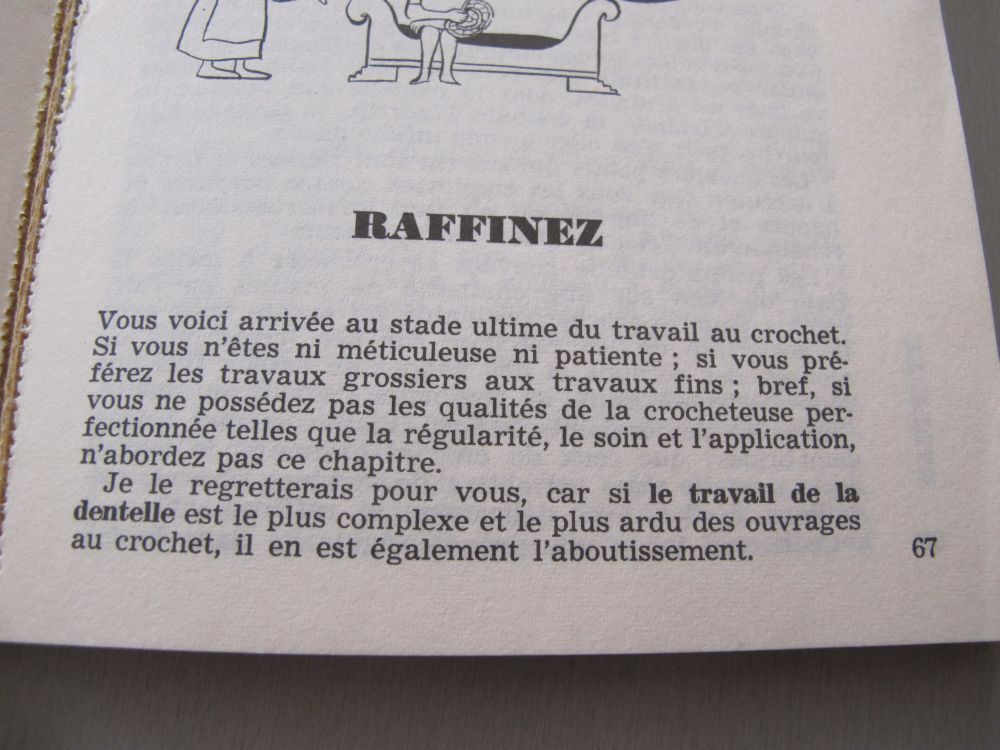 RAFFINEZ
Vous voici arrivée au stade ultime du travail au crochet.
Si vous n'êtes ni méticuleuse ni patiente ; si vous pré-
férez les travaux grossiers aux travaux fins ; bref, si
vous ne possédez pas les qualités de la crocheteuse per-
fectionnée telles que la régularité, le soin et l'application,
n'abordez pas ce chapitre.
Je le regretterais pour vous, car si le travail de la
dentelle est le plus complexe et le plus ardu des ouvrages
au crochet, il en est également l'aboutissement.
67